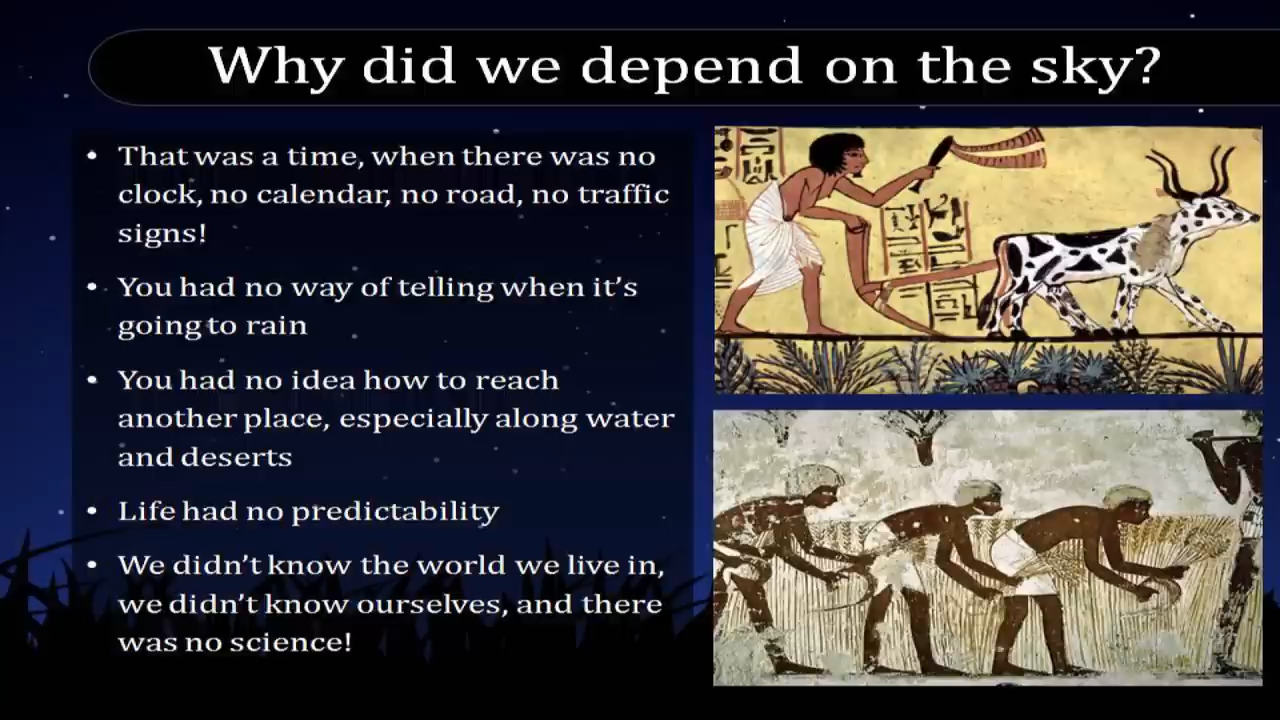 Why did we depend on the sky?
• That was a time, when there was no
clock, no calendar, no road, no traffic
signs!
• You had no way of telling when it's
going to rain
• You had no idea how to reach
another place, especially along water
and deserts
• Life had no predictability
• We didn't know the world we live in,
we didn't know ourselves, and there
was no science!